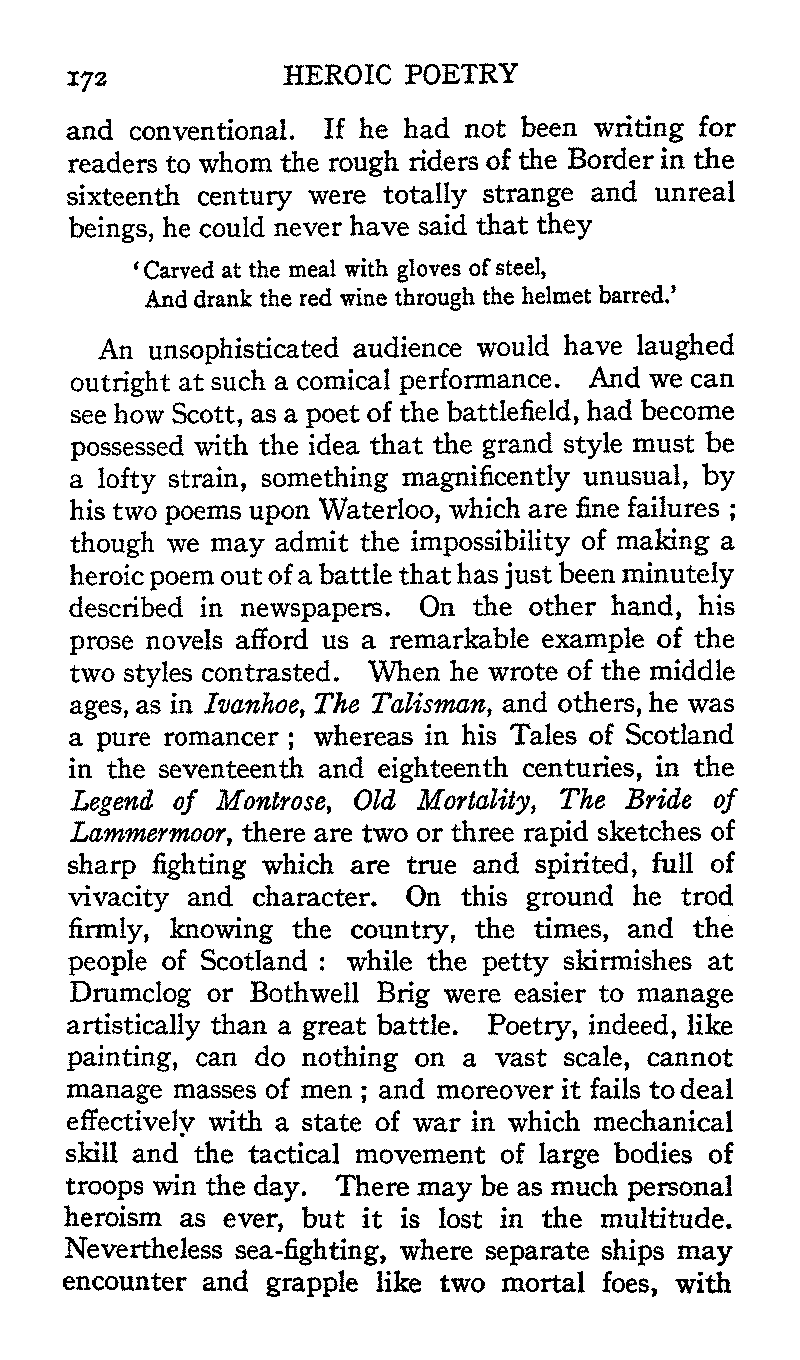 172 HEROIC POETRY
and conventional. If he had not been writing for
readers to whom the rough riders of the Border in the
sixteenth century were totally strange and unreal
beings, he could never have said that they
‘Carved at the meal with gloves of steel,
And drank the red wine through the helmet barred.’
An unsophisticated audience would have laughed
outright at such a comical performance. And we can
see how Scott, as a poet of the battlefield, had become
possessed with the idea that the grand style must be
a lofty strain, something magnificently unusual, by
his two poems upon Waterloo, which are fine failures ;
though we may admit the impossibility of making a
heroic poem out of a battle that has just been minutely
described in newspapers. On the other hand, his
prose novels afford us a remarkable example of the
two styles contrasted. When he wrote of the middle
ages, as in Ivanhoe, The Talisman, and others, he was
a pure romancer ; whereas in his Tales of Scotland
in the seventeenth and eighteenth centuries, in the
Legend of Montrose, Old Mortality, The Bride of
Lammermoor, there are two or three rapid sketches of
sharp fighting which are true and spirited, full of
vivacity and character. On this ground he trod
firmly, knowing the country, the times, and the
people of Scotland : while the petty skirmishes at
Drumclog or Bothwell Brig were easier to manage
artistically than a great battle. Poetry, indeed, like
painting, can do nothing on a vast scale, cannot
manage masses of men ; and moreover it fails to deal
effectively with a state of war in which mechanical
skill and the tactical movement of large bodies of
troops win the day. There may be as much personal
heroism as ever, but it is lost in the multitude.
Nevertheless sea-fighting, where separate ships may
encounter and grapple like two mortal foes, with